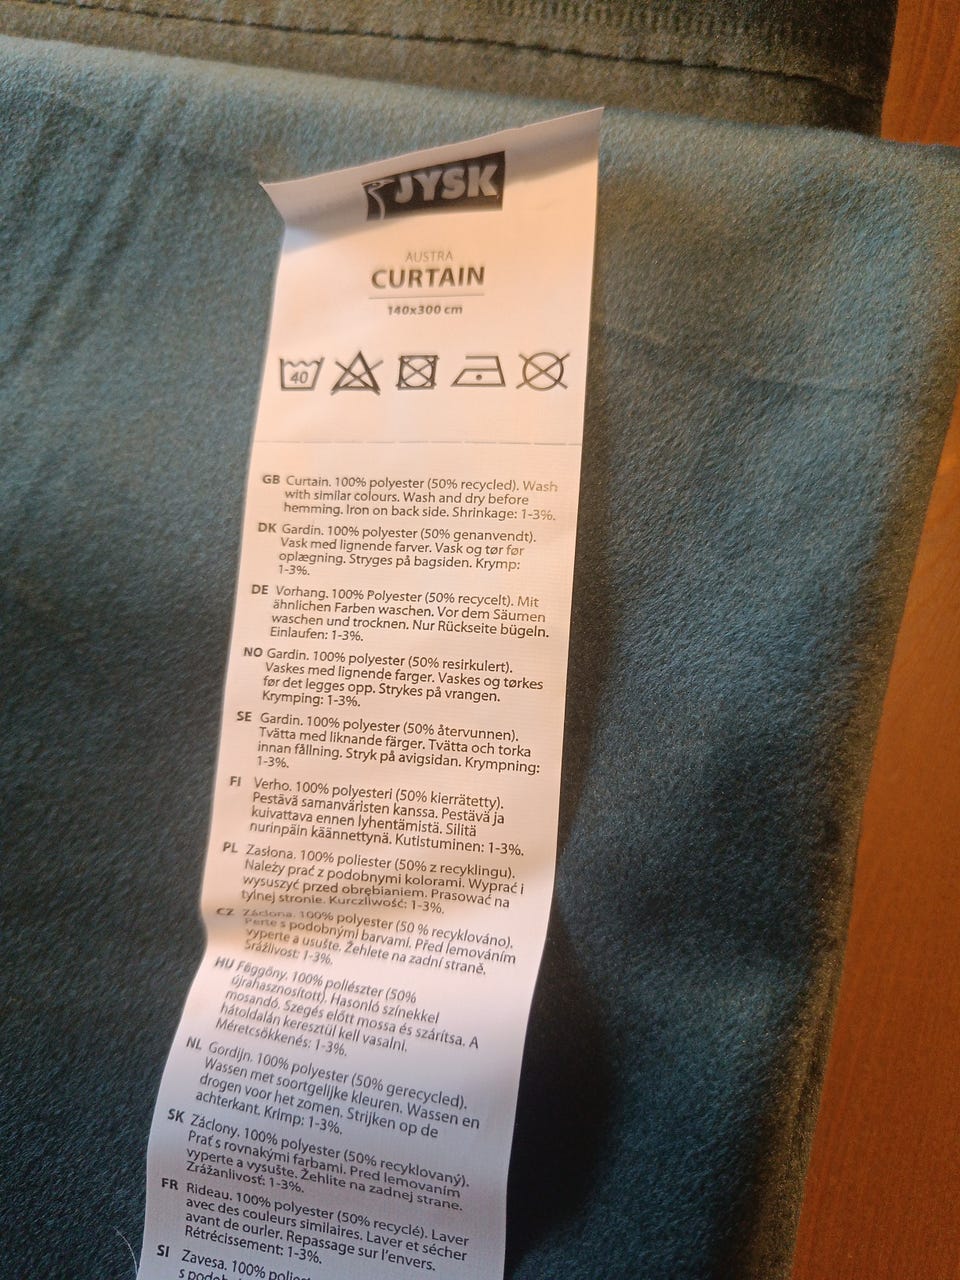 JYSK
AUSTRA
CURTAIN
140x300 cm
40
GB Curtain. 100% polyester (50% recycled). Wash
with similar colours. Wash and dry before
hemming. Iron on back side. Shrinkage: 1-3%.
DK Gardin. 100% polyester (50% genanvendt).
Vask med lignende farver. Vask og tør før
oplægning. Stryges på bagsiden. Krymp:
1-3%.
DE Vorhang. 100% Polyester (50% recycelt). Mit
ähnlichen Farben waschen. Vor dem Säumen
waschen und trocknen. Nur Rückseite bügeln.
Einlaufen: 1-3%.
NO Gardin. 100% polyester (50% resirkulert).
Vaskes med lignende farger. Vaskes og tørkes
før det legges opp. Strykes på vrangen.
Krymping: 1-3%.
SE Gardin. 100% polyester (50% återvunnen).
Tvätta med liknande färger. Tvätta och torka
innan fållning. Stryk på avigsidan. Krympning:
1-3%.
FI Verho. 100% polyesteri (50% kierrätetty).
Pestävä samanväristen kanssa. Pestävä ja
kuivattava ennen lyhentämistä. Silitä
nurinpäin käännettynä. Kutistuminen: 1-3%.
PL Zasłona. 100% poliester (50% z recyklingu).
Należy prać z podobnymi kolorami. Wyprać i
wysuszyć przed obrębianiem. Prasować na
tylnej stronie. Kurczliwość: 1-3%.
CZ Záclona. 100% polyester (50 % recyklováno).
Perte s podobnými barvami. Před lemováním
vyperte a usušte. Žehlete na zadní straně.
Srážlivost: 1-3%.
HU Függöny. 100% poliészter (50%
újrahasznosított). Hasonló színekkel
mosandó. Szegés előtt mossa és szárítsa. A
hátoldalán keresztül kell vasalni.
Méretcsökkenés: 1-3%.
NL Gordijn. 100% polyester (50% gerecycled).
Wassen met soortgelijke kleuren. Wassen en
drogen voor het zomen. Strijken op de
achterkant. Krimp: 1-3%.
SK Záclony. 100% polyester (50% recyklovaný).
Prať s rovnakými farbami. Pred lemovaním
vyperte a vysušte. Žehlite na zadnej strane.
Zrážanlivosť: 1-3%.
FR Rideau. 100% polyester (50% recyclé). Laver
avec des couleurs similaires. Laver et sécher
avant de ourler. Repassage sur l'envers.
Rétrécissement: 1-3%.
SI Zavesa. 100%